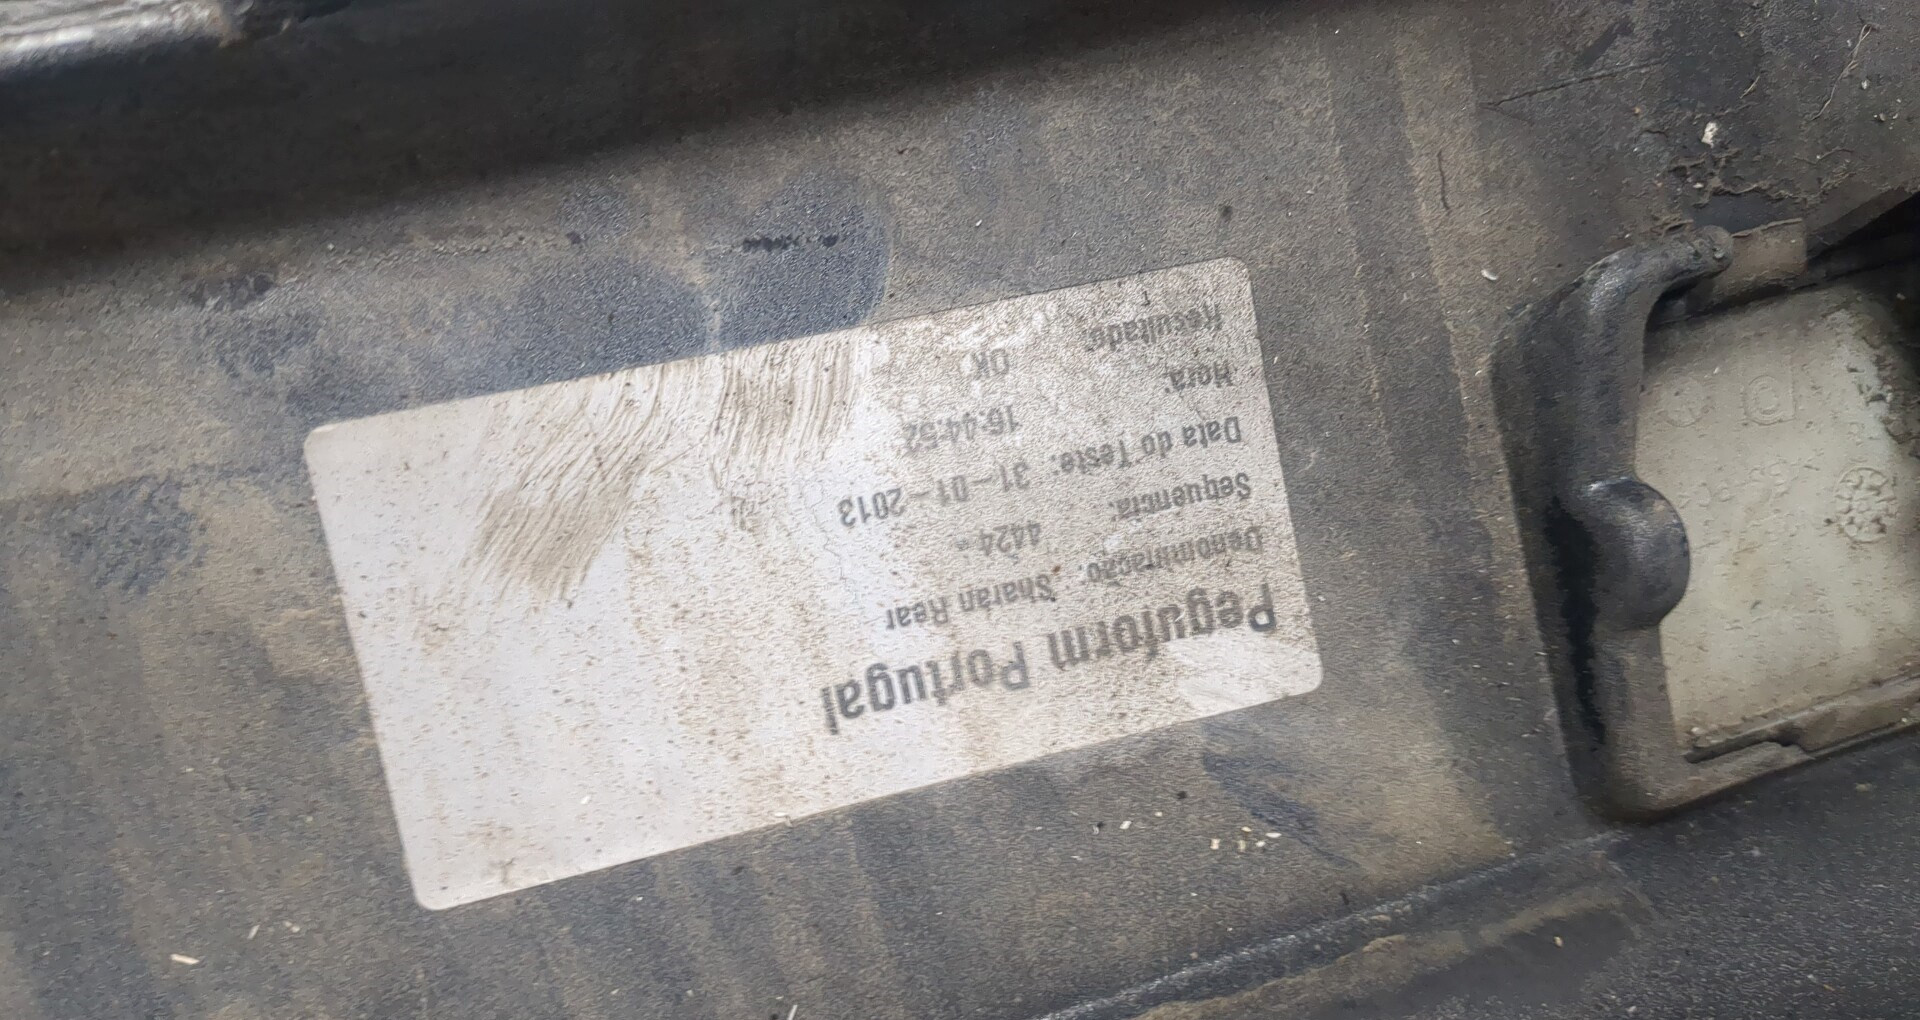 Peguform Portugal
Denominação: Sharan Rear
Sequência: 4424 -
Data do Teste: 31 - 01 - 2013
Hora: 16:44:52
Resultado: OK